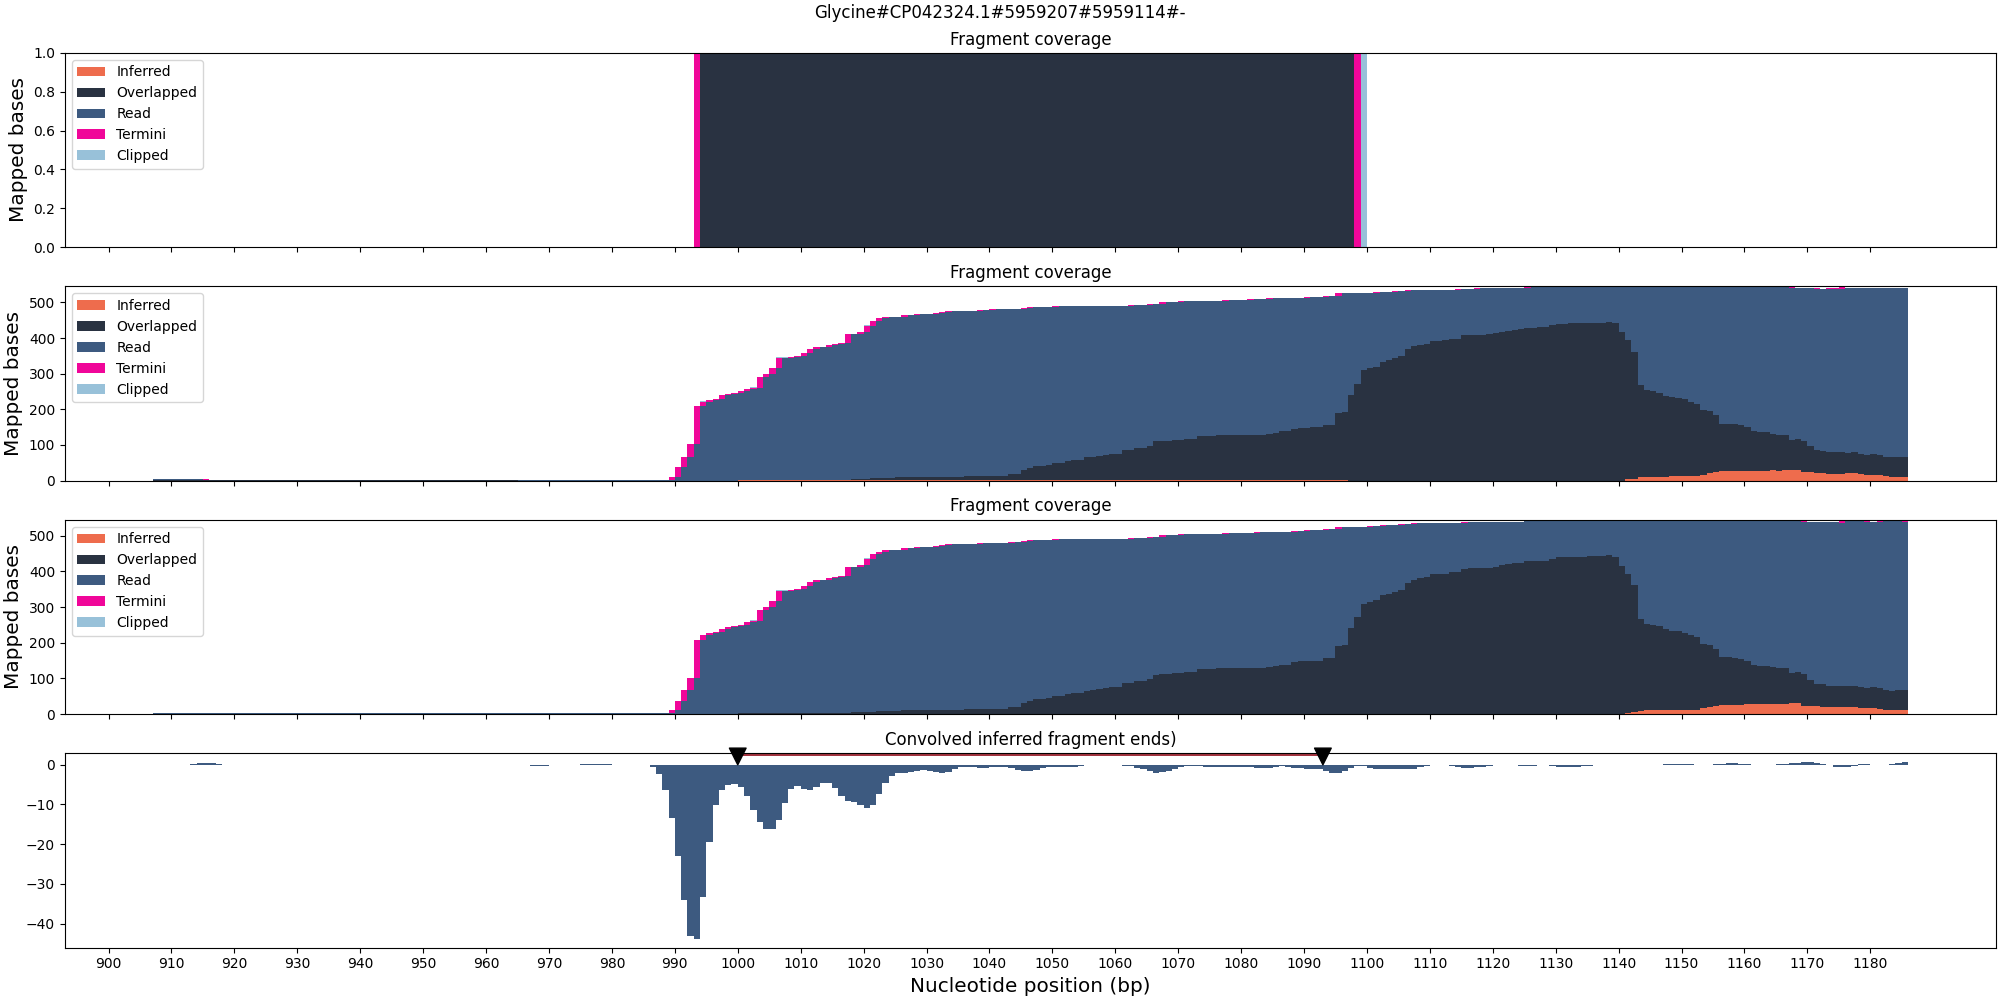 Glycine#CP042324.1#5959207#5959114#-
Fragment coverage
Mapped bases
1.0
0.8
0.6
0.4
0.2
0.0
Inferred
Overlapped
Read
Termini
Clipped
Fragment coverage
Mapped bases
500
400
300
200
100
0
Inferred
Overlapped
Read
Termini
Clipped
Fragment coverage
Mapped bases
500
400
300
200
100
0
Inferred
Overlapped
Read
Termini
Clipped
Convolved inferred fragment ends)
0
−10
−20
−30
−40
900 910 920 930 940 950 960 970 980 990 1000 1010 1020 1030 1040 1050 1060 1070 1080 1090 1100 1110 1120 1130 1140 1150 1160 1170 1180
Nucleotide position (bp)